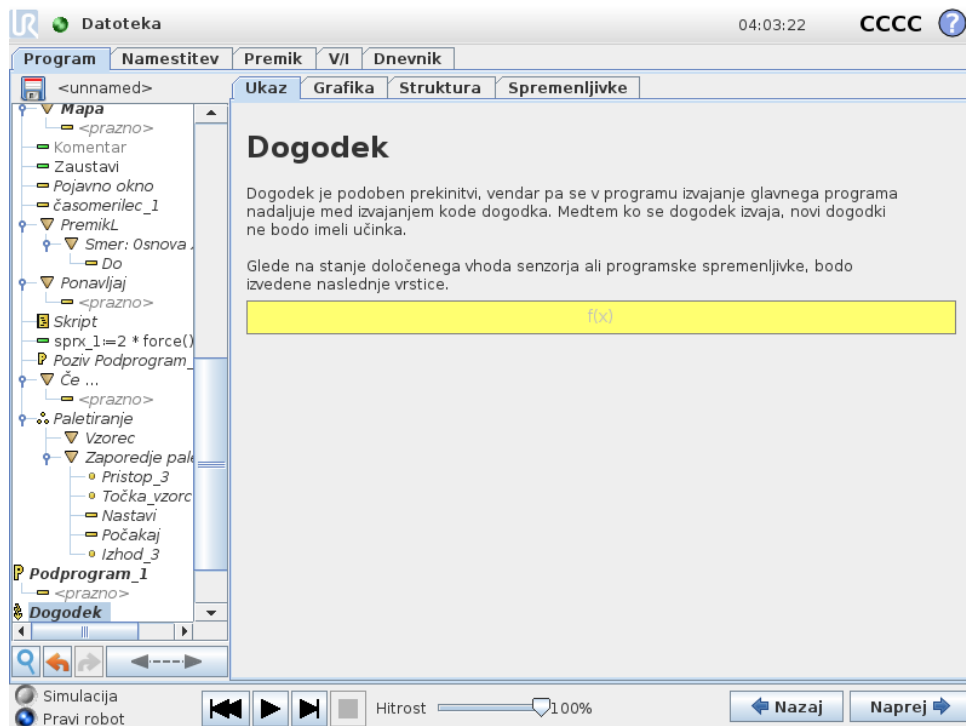 UR
Datoteka
04:03:22
CCCC
?
Program
Namestitev
Premik
V/I
Dnevnik
<unnamed>
Ukaz
Grafika
Struktura
Spremenljivke
Mapa
<prazno>
Komentar
Zaustavi
Pojavno okno
časomerilec_1
PremikL
Smer: Osnova
Do
Ponavljaj
<prazno>
Skript
sprx_1:=2 * force()
Poziv Podprogram_
Če ...
<prazno>
Paletiranje
Vzorec
Zaporedje pale
Pristop_3
Točka_vzorc
Nastavi
Počakaj
Izhod_3
P Podprogram_1
<prazno>
Dogodek
Dogodek
Dogodek je podoben prekinitvi, vendar pa se v programu izvajanje glavnega programa
nadaljuje med izvajanjem kode dogodka. Medtem ko se dogodek izvaja, novi dogodki
ne bodo imeli učinka.
Glede na stanje določenega vhoda senzorja ali programske spremenljivke, bodo
izvedene naslednje vrstice.
f(x)
Simulacija
Pravi robot
Hitrost
100%
Nazaj
Naprej